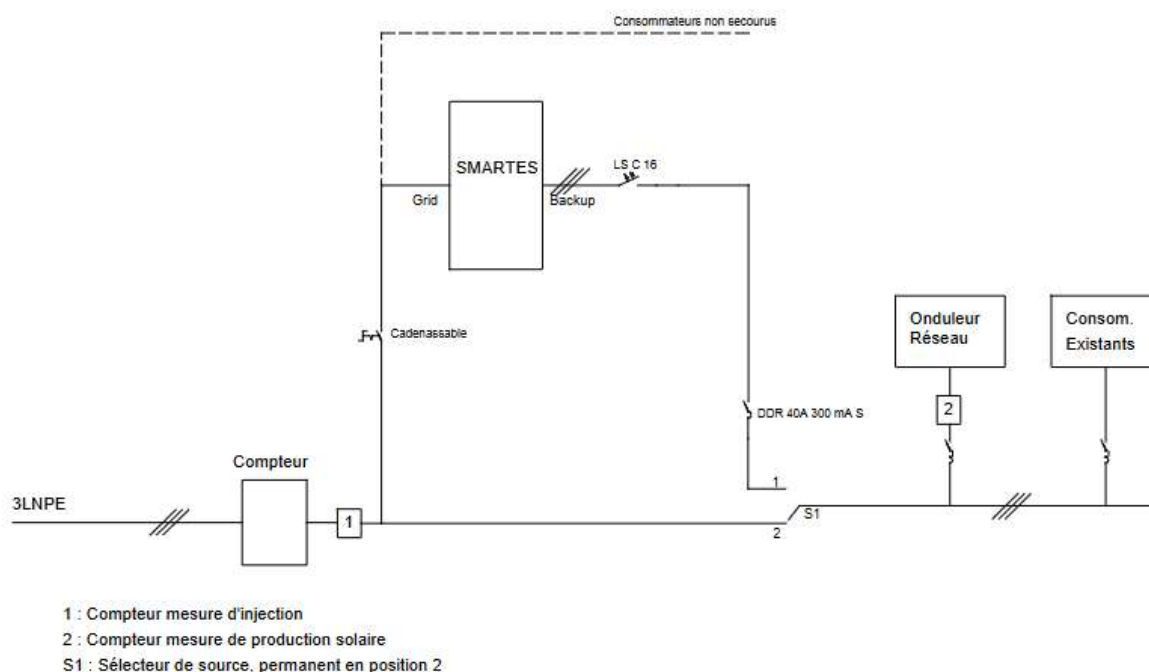 Consommateurs non secourus
SMARTES
LS C 16
Grid
Backup
Cadenassable
Onduleur
Réseau
Consom.
Existants
2
DDR 40A 300 mA S
Compteur
3LNPE
1
1
S1
2
1 : Compteur mesure d'injection
2 : Compteur mesure de production solaire
S1 : Sélecteur de source, permanent en position 2